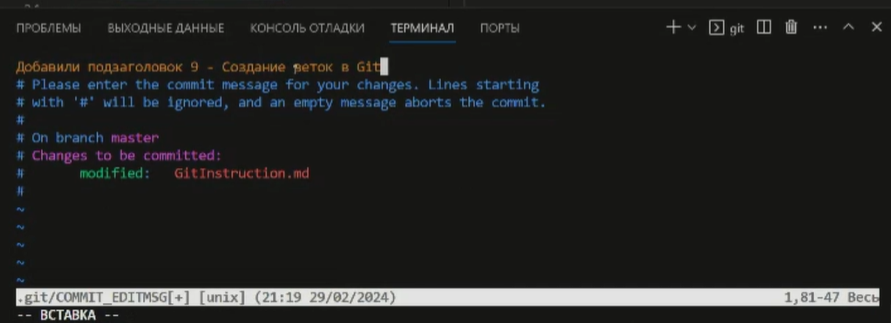 ПРОБЛЕМЫ ВЫХОДНЫЕ ДАННЫЕ КОНСОЛЬ ОТЛАДКИ ТЕРМИНАЛ ПОРТЫ git
Добавили подзаголовок 9 - Создание веток в Git
# Please enter the commit message for your changes. Lines starting
# with '#' will be ignored, and an empty message aborts the commit.
#
# On branch master
# Changes to be committed:
#       modified:   GitInstruction.md
#
~
~
~
~
~
.git/COMMIT_EDITMSG[+] [unix] (21:19 29/02/2024) 1,81-47 Весь
-- ВСТАВКА --